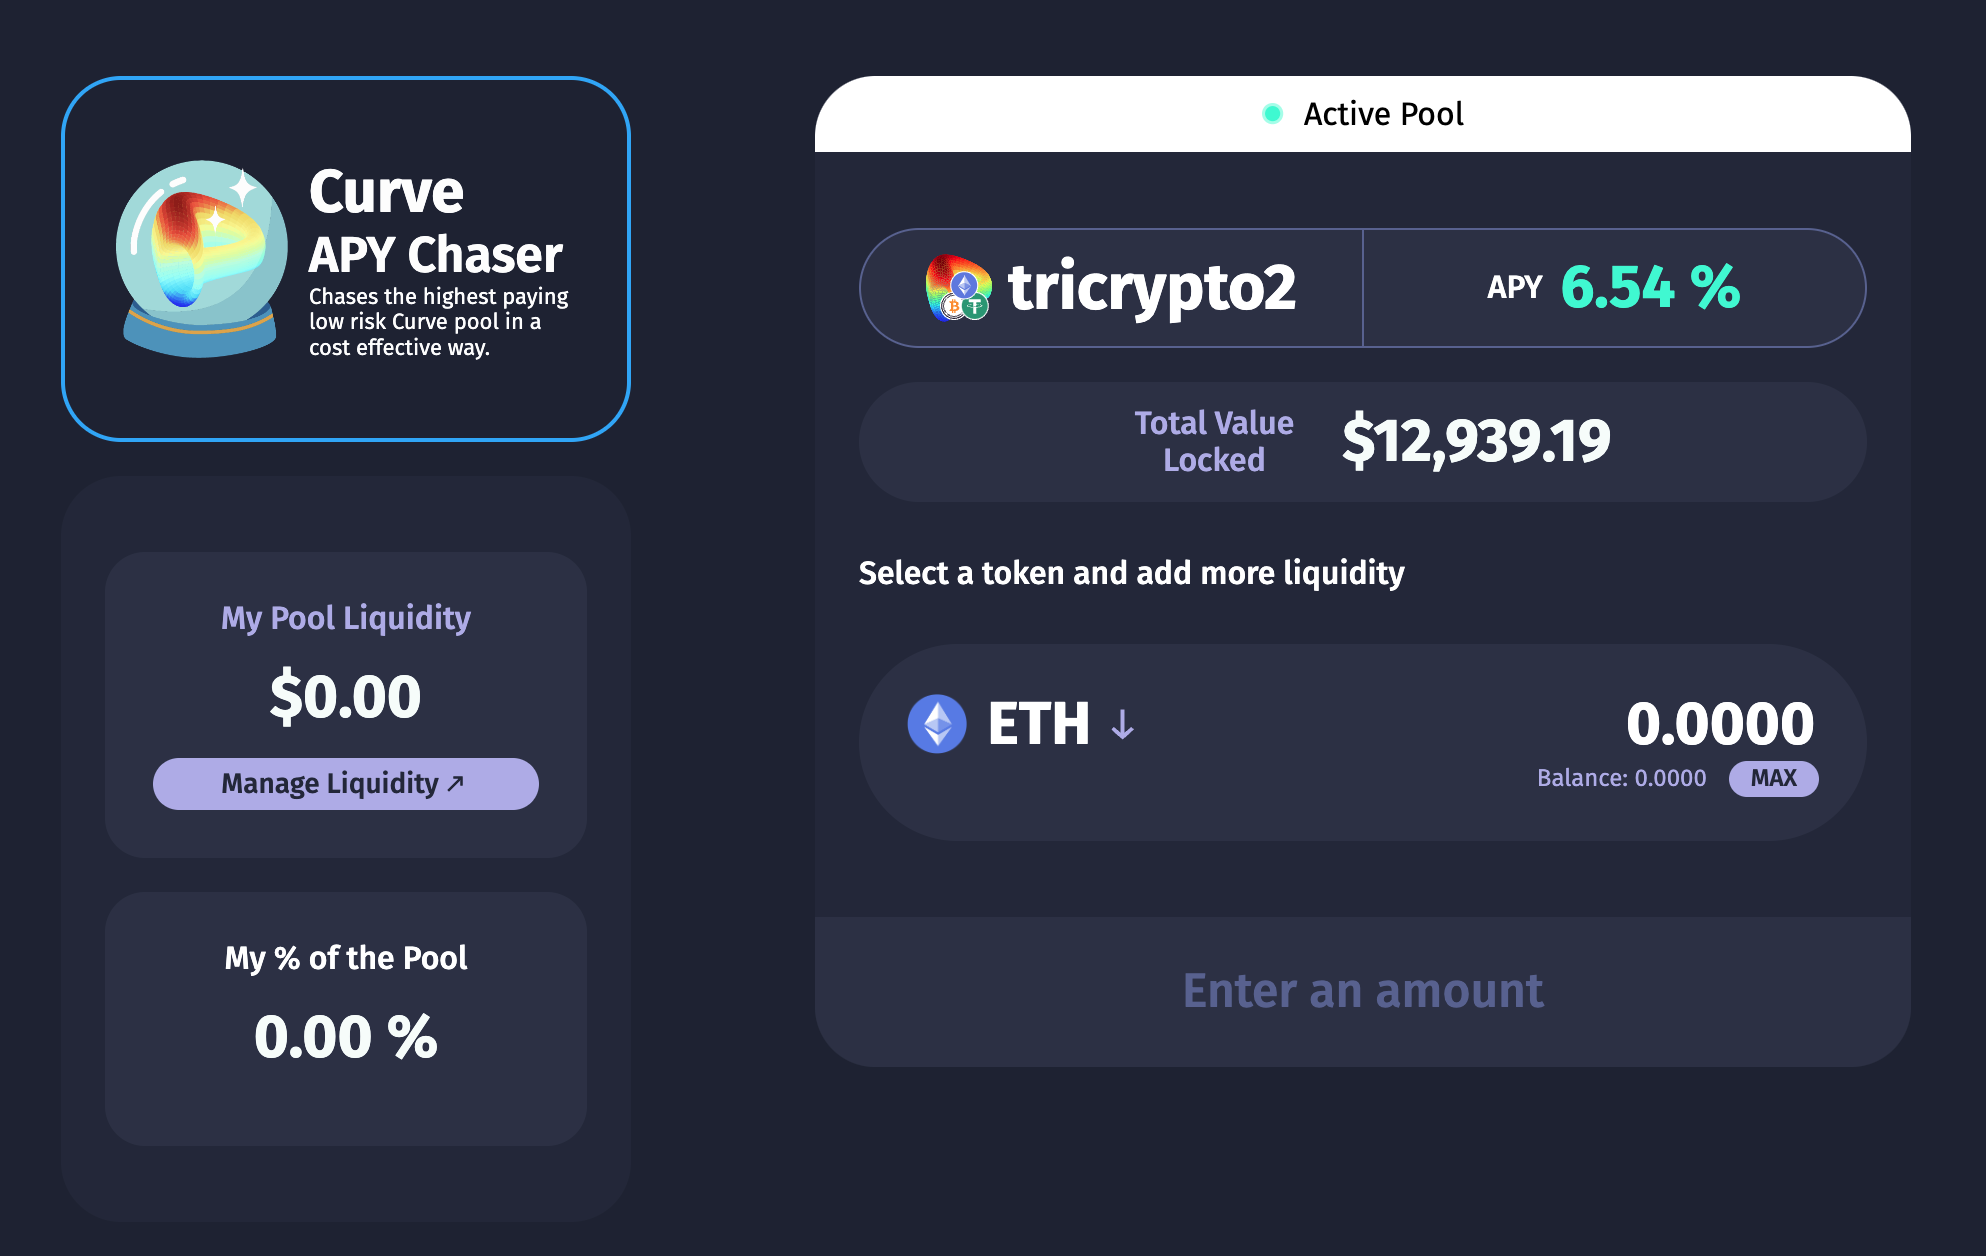 Curve
APY Chaser
Chases the highest paying
low risk Curve pool in a
cost effective way.
My Pool Liquidity
$0.00
Manage Liquidity ↗
My % of the Pool
0.00 %
Active Pool
tricrypto2
APY 6.54 %
Total Value
Locked
$12,939.19
Select a token and add more liquidity
ETH ↓
0.0000
Balance: 0.0000 MAX
Enter an amount